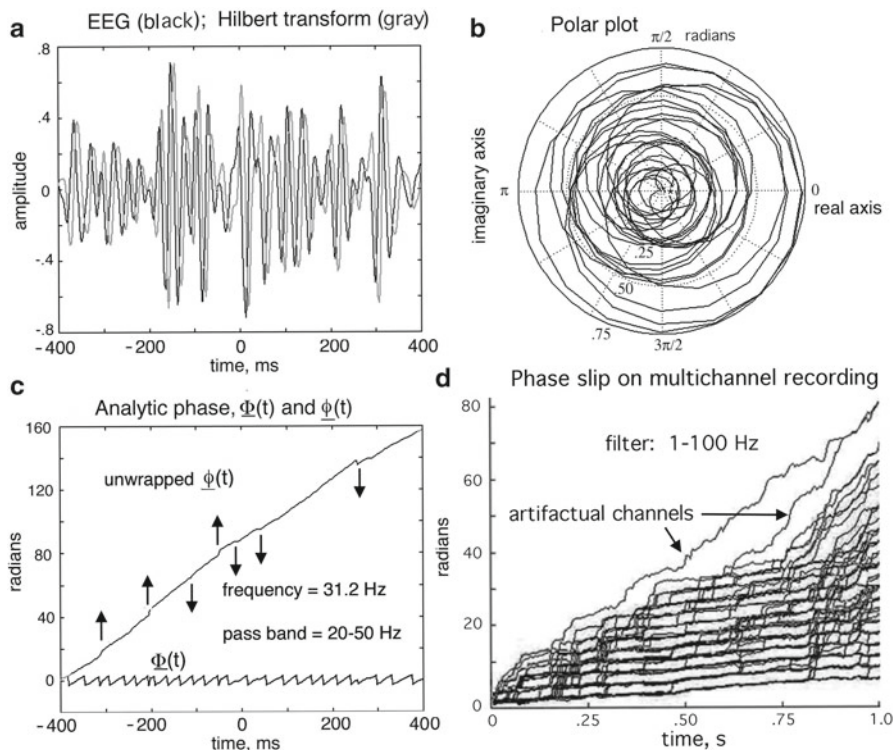 a
EEG (black); Hilbert transform (gray)
.8
.4
0
-.4
-.8
amplitude
-400 -200 0 200 400
time, ms
b
Polar plot
π/2 radians
π
0
real axis
imaginary axis
.25
.50
.75
3π/2
c
Analytic phase, Φ(t) and ϕ(t)
160
120
80
40
0
radians
unwrapped ϕ(t)
frequency = 31.2 Hz
pass band = 20-50 Hz
Φ(t)
-400 -200 0 200 400
time, ms
d
Phase slip on multichannel recording
80
60
40
20
0
radians
filter: 1-100 Hz
artifactual channels
0 .25 .50 .75 1.0
time, s